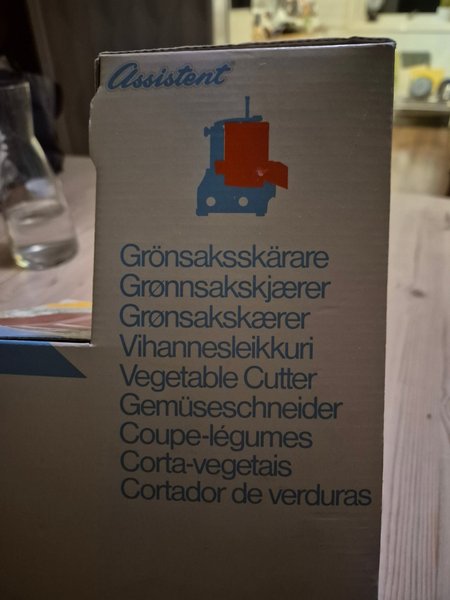 Assistent
Grönsaksskärare
Grønnsakskjærer
Grønsakskærer
Vihannesleikkuri
Vegetable Cutter
Gemüseschneider
Coupe-légumes
Corta-vegetais
Cortador de verduras